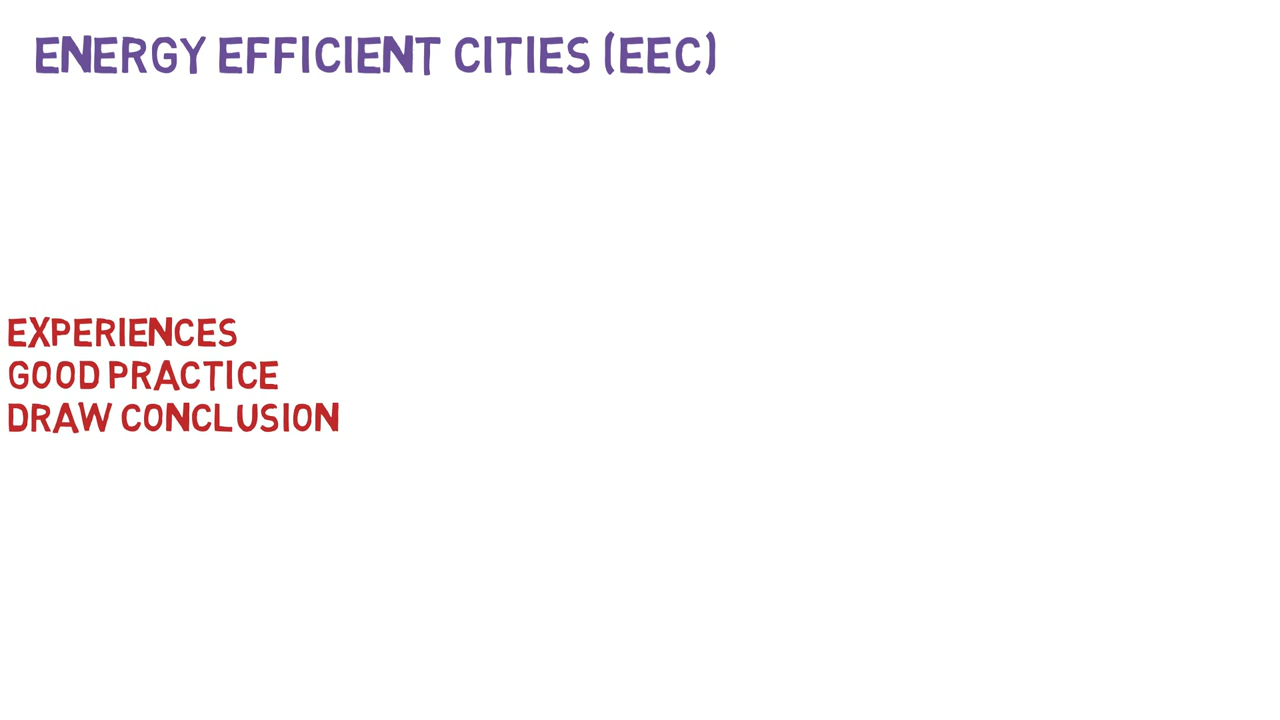 ENERGY EFFICIENT CITIES (EEC)
EXPERIENCES
GOOD PRACTICE
DRAW CONCLUSION